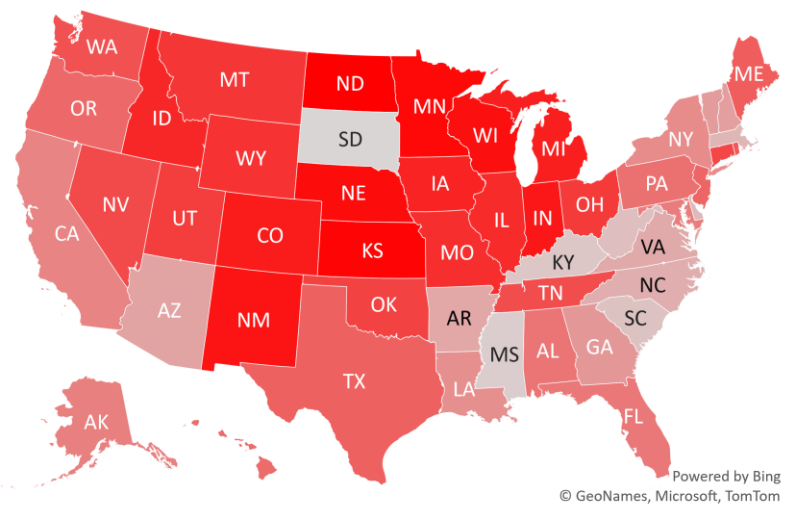 WA
MT
ND
MN
ME
OR
ID
SD
WI
MI
NY
WY
IA
PA
NE
NV
UT
IL
IN
OH
CA
CO
KS
MO
KY
VA
NC
AZ
NM
OK
TN
AR
SC
MS
AL
GA
TX
LA
AK
FL
Powered by Bing
© GeoNames, Microsoft, TomTom